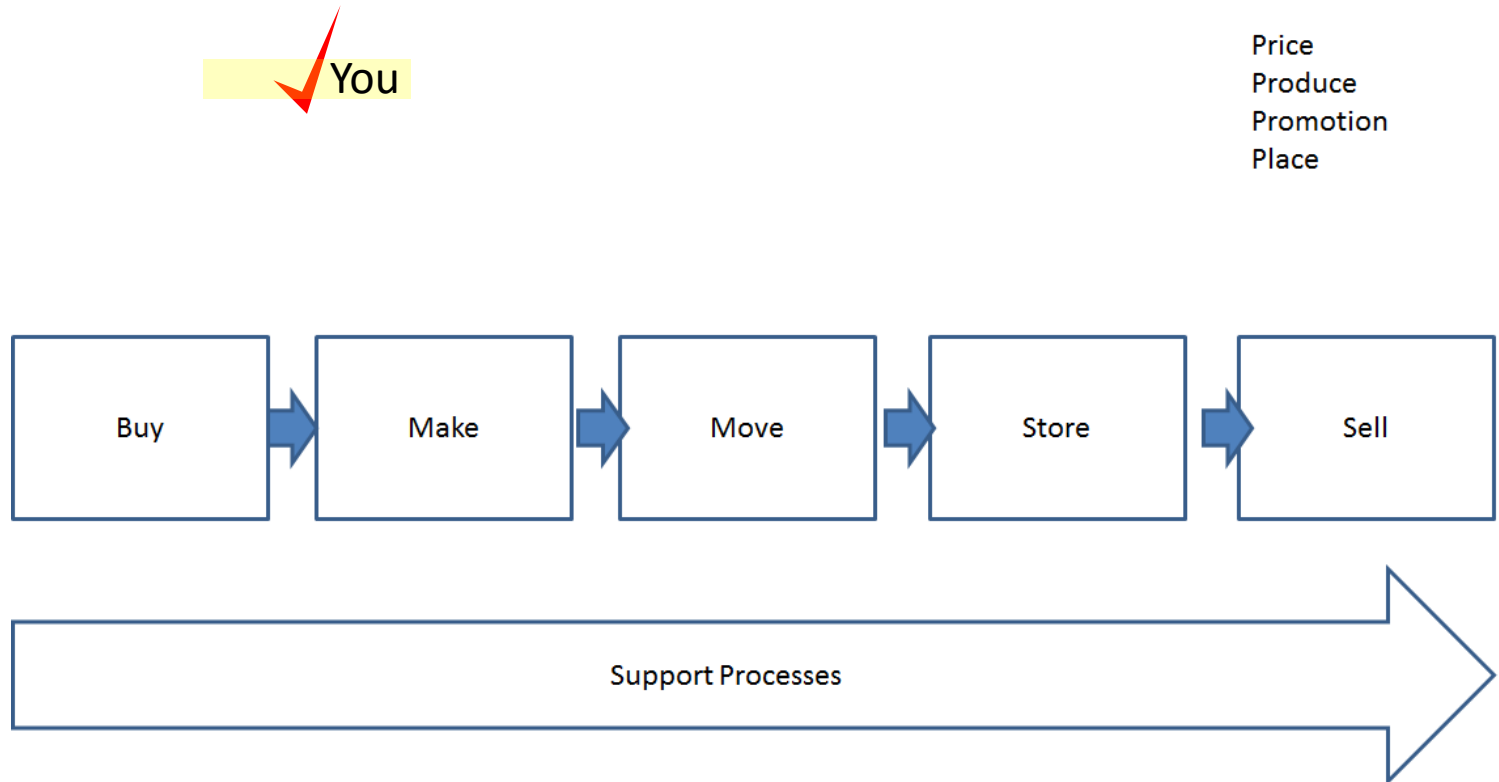 You
Price
Produce
Promotion
Place
Buy
Make
Move
Store
Sell
Support Processes